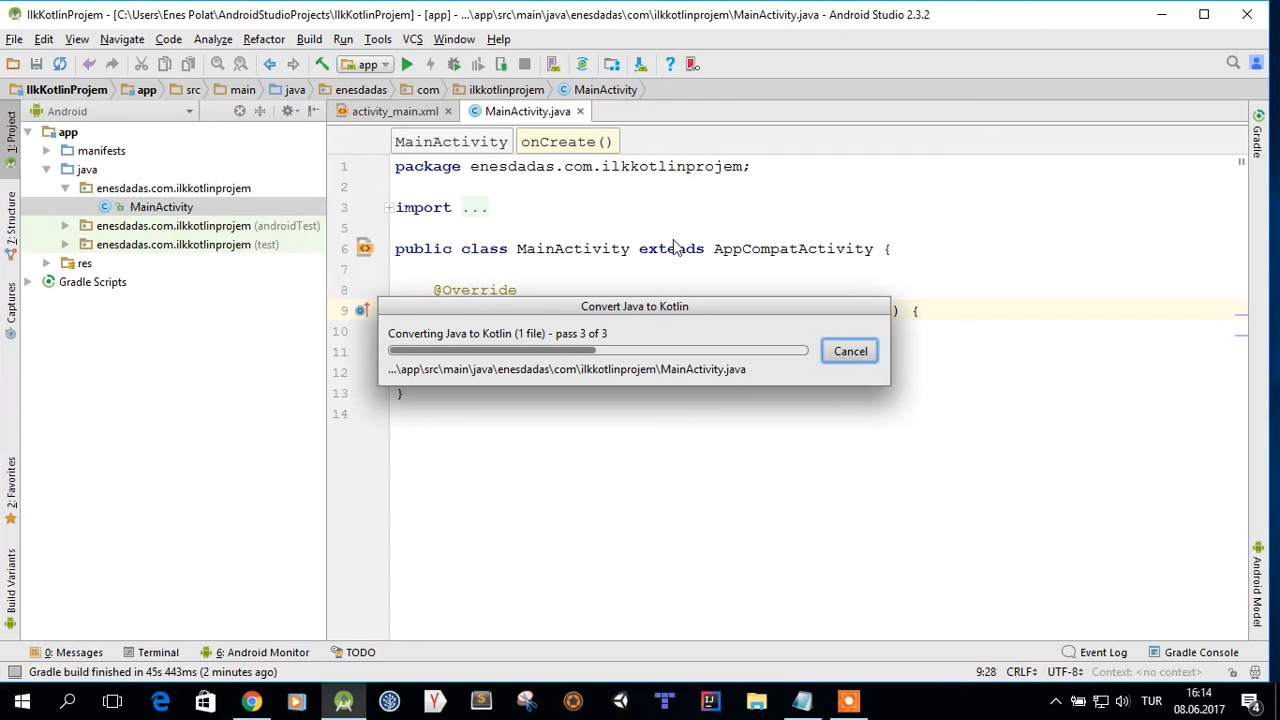 IlkKotlinProjem - [C:\Users\Enes Polat\AndroidStudioProjects\IlkKotlinProjem] - [app] - ...\app\src\main\java\enesdadas\com\ilkkotlinprojem\MainActivity.java - Android Studio 2.3.2
File Edit View Navigate Code Analyze Refactor Build Run Tools VCS Window Help
app
IlkKotlinProjem app src main java enesdadas com ilkkotlinprojem MainActivity
Android
activity_main.xml MainActivity.java
MainActivity onCreate()
1: Project
7: Structure
Captures
2: Favorites
Build Variants
app
manifests
java
enesdadas.com.ilkkotlinprojem
MainActivity
enesdadas.com.ilkkotlinprojem (androidTest)
enesdadas.com.ilkkotlinprojem (test)
res
Gradle Scripts
1 package enesdadas.com.ilkkotlinprojem;
2
3 import ...
5
6 public class MainActivity extends AppCompatActivity {
7
8 @Override
9 ) {
10
11
12
13 }
14
Convert Java to Kotlin
Converting Java to Kotlin (1 file) - pass 3 of 3
Cancel
...\app\src\main\java\enesdadas\com\ilkkotlinprojem\MainActivity.java
Gradle
Android Model
0: Messages Terminal 6: Android Monitor TODO Event Log Gradle Console
Gradle build finished in 45s 443ms (2 minutes ago) 9:28 CRLF÷ UTF-8÷ Context: <no context>
TUR
16:14
08.06.2017
4